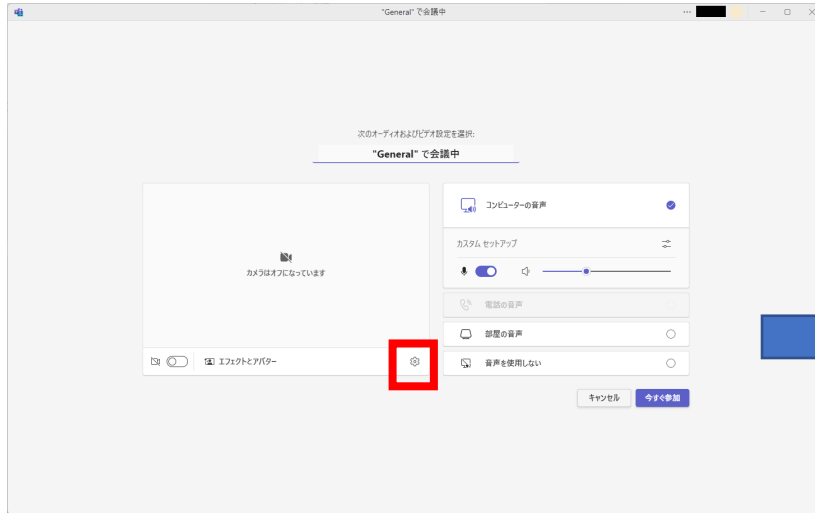 "General" で会議中
次のオーディオおよびビデオ設定を選択:
"General" で会議中
カメラはオフになっています
エフェクトとアバター
コンピューターの音声
カスタム セットアップ
電話の音声
部屋の音声
音声を使用しない
キャンセル
今すぐ参加